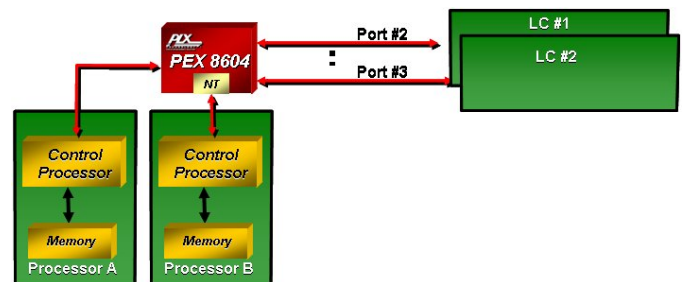 PLX
PEX 8604
NT
Port #2
:
Port #3
LC #1
LC #2
Control
Processor
Memory
Processor A
Control
Processor
Memory
Processor B